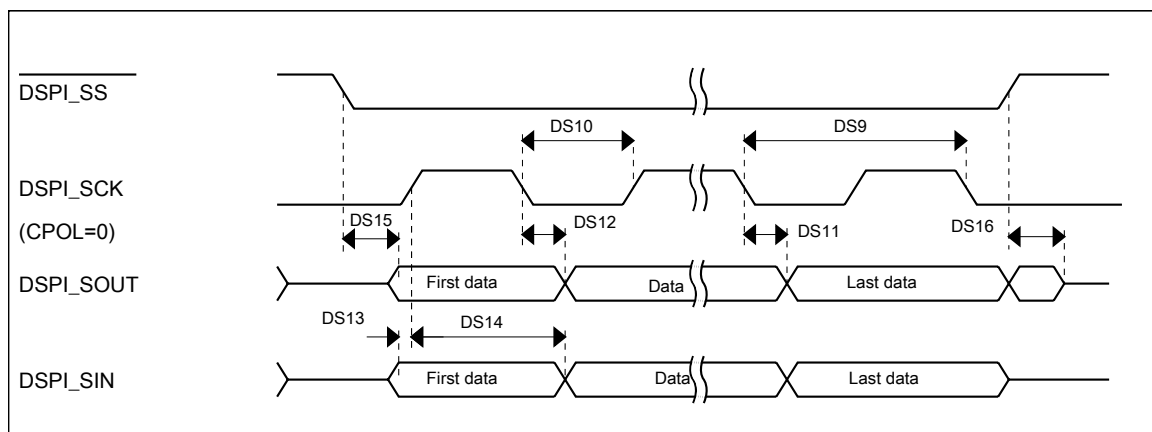 DSPI_SS
DS10
DS9
DSPI_SCK
(CPOL=0)
DS15
DS12
DS11
DS16
DSPI_SOUT
First data
Data
Last data
DS13
DS14
DSPI_SIN
First data
Data
Last data